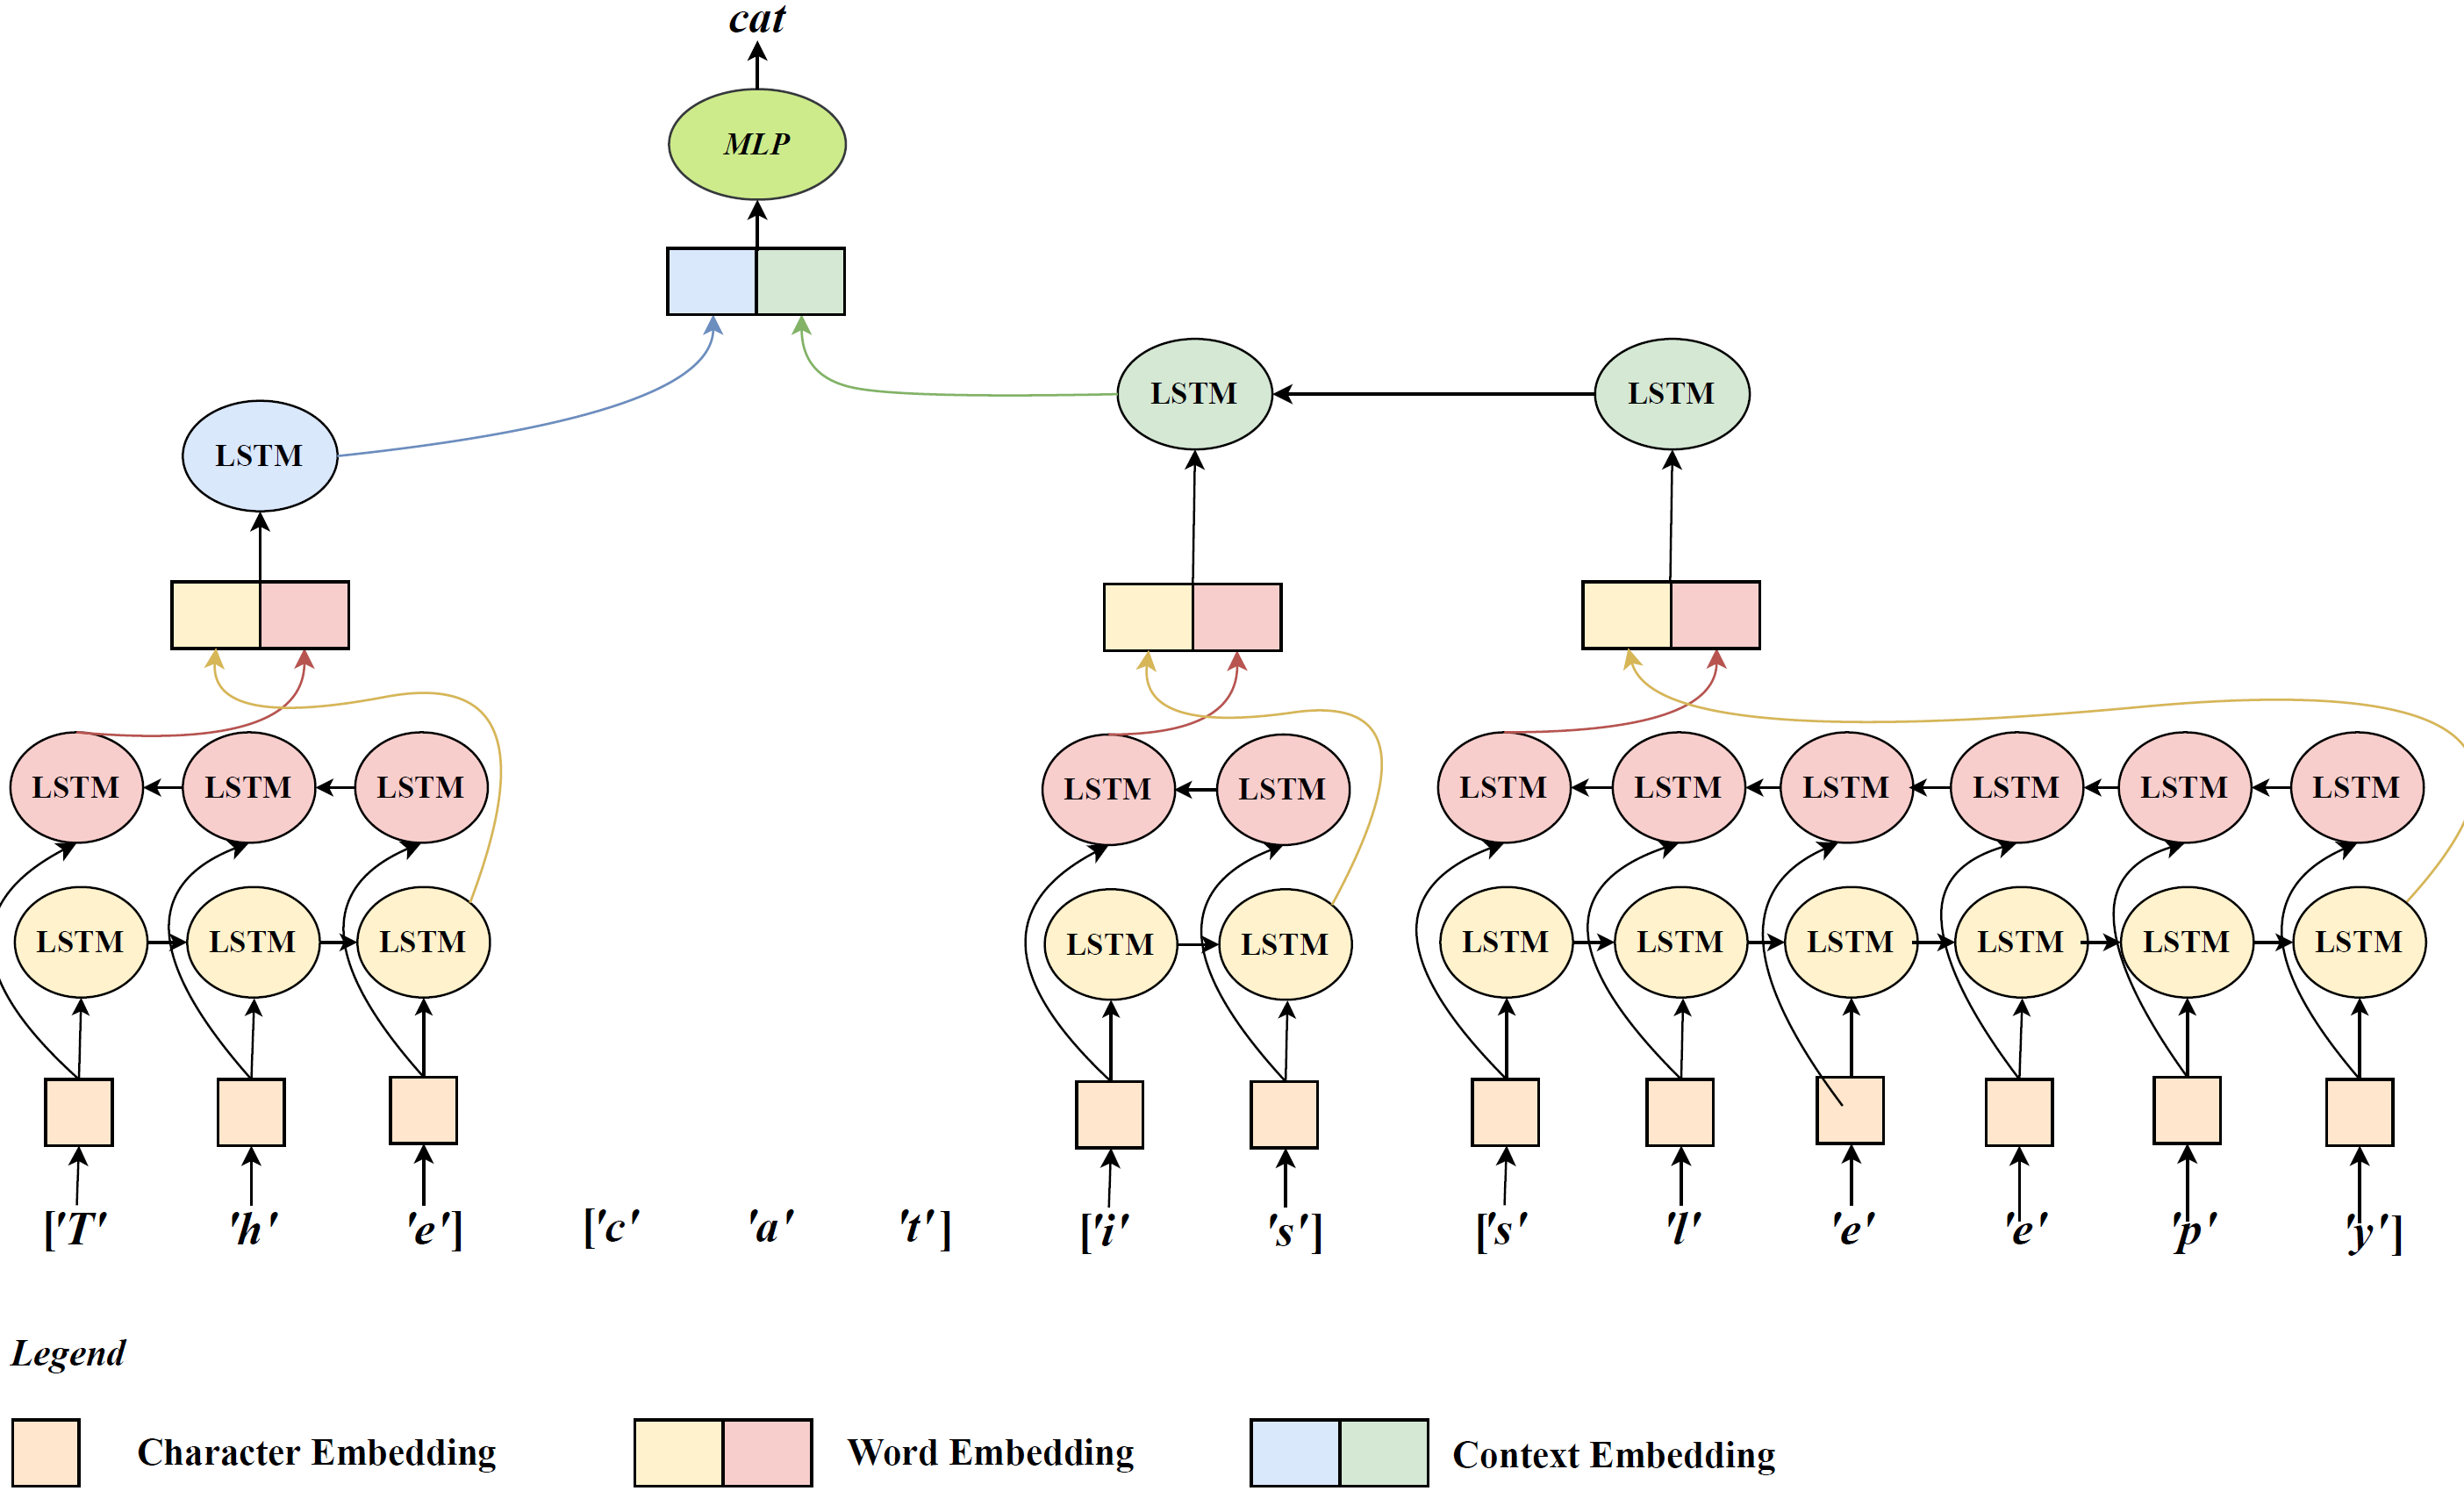 cat
MLP
LSTM LSTM
LSTM
LSTM LSTM LSTM LSTM LSTM LSTM LSTM LSTM LSTM LSTM LSTM
LSTM LSTM LSTM LSTM LSTM LSTM LSTM LSTM LSTM LSTM LSTM
['T' 'h' 'e'] ['c' 'a' 't'] ['i' 's'] ['s' 'l' 'e' 'e' 'p' 'y']
Legend
Character Embedding Word Embedding Context Embedding